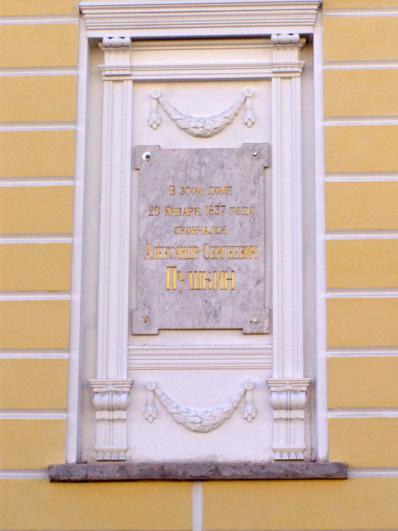 В этом доме
29 января 1837 года
скончался
Александр Сергеевич
Пушкин